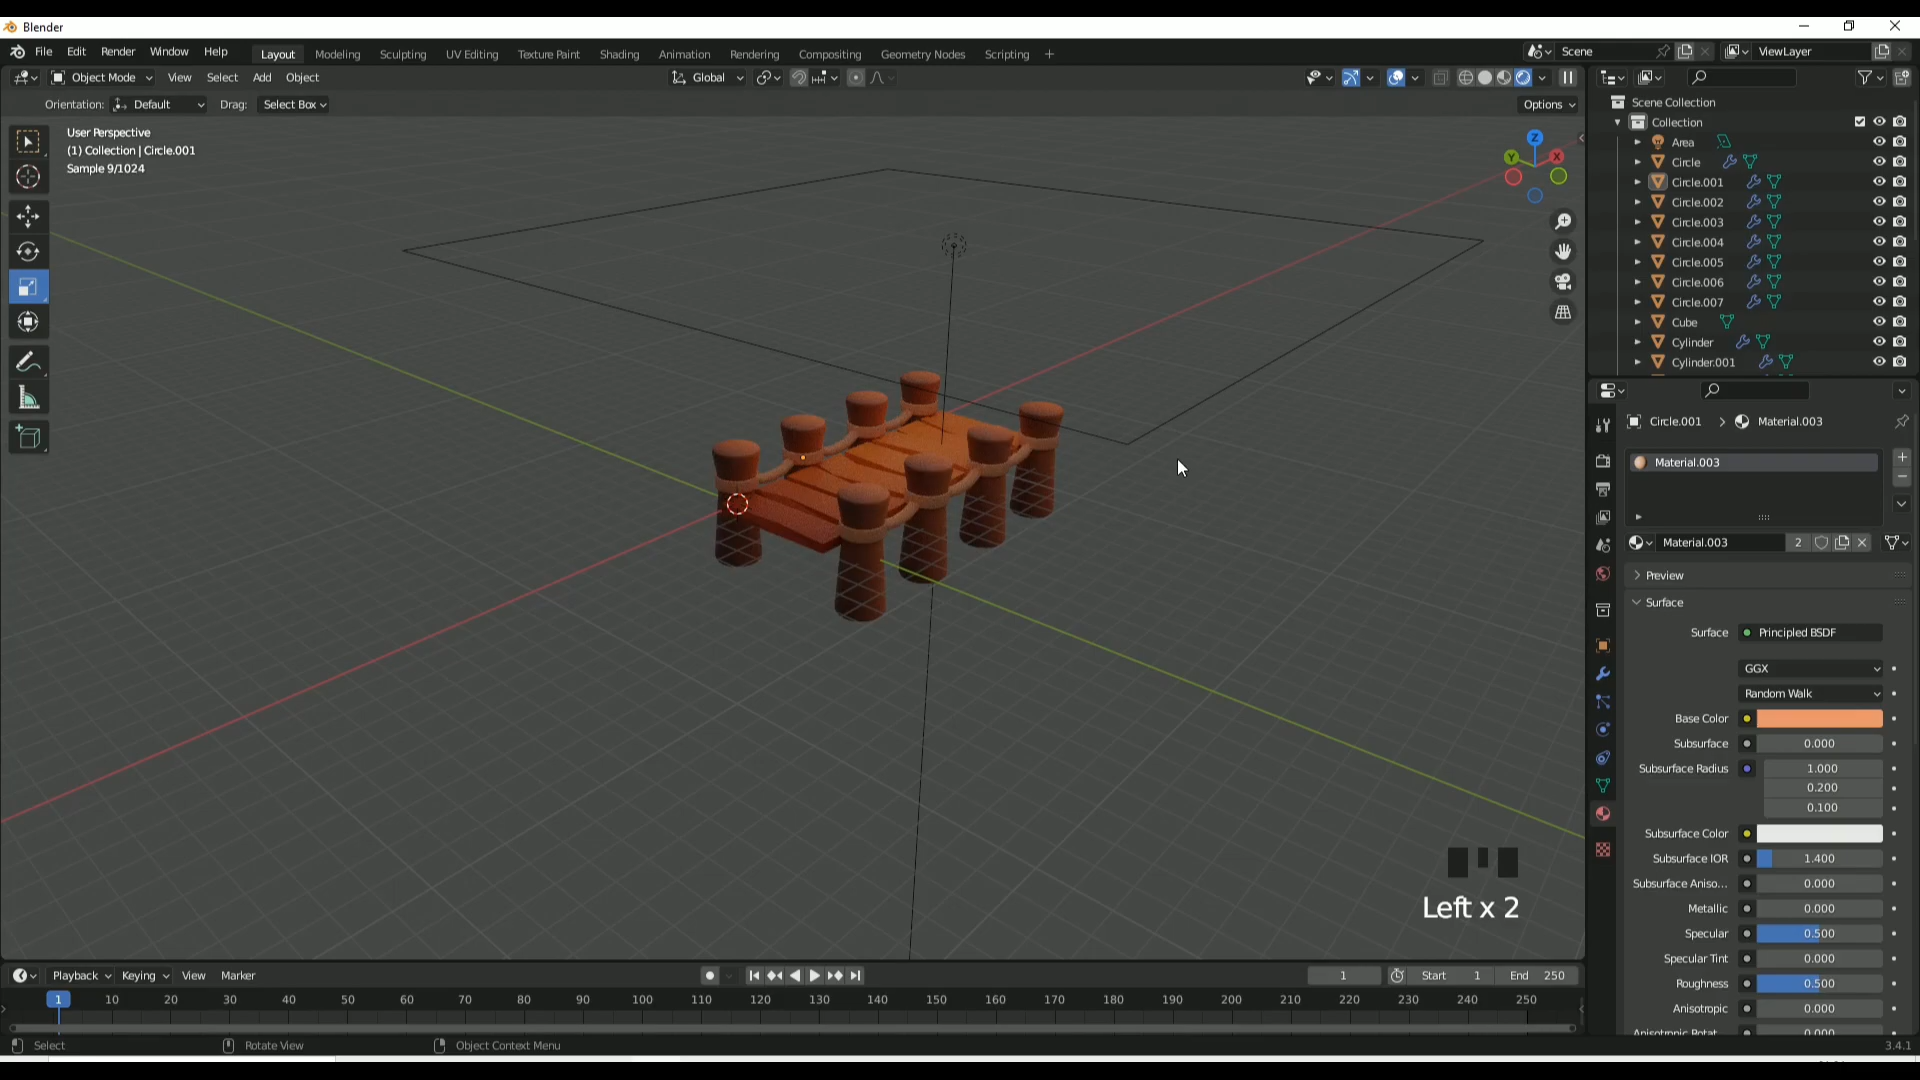 Blender
File Edit Render Window Help Layout Modeling Sculpting UV Editing Texture Paint Shading Animation Rendering Compositing Geometry Nodes Scripting + Scene ViewLayer
Object Mode View Select Add Object Global
Orientation: Default Drag: Select Box Options
User Perspective
(1) Collection | Circle.001
Sample 9/1024
Z
Y
X
Scene Collection
Collection
Area
Circle
Circle.001
Circle.002
Circle.003
Circle.004
Circle.005
Circle.006
Circle.007
Cube
Cylinder
Cylinder.001
Circle.001 > Material.003
Material.003
Material.003 2
Preview
Surface
Surface Principled BSDF
GGX
Random Walk
Base Color
Subsurface 0.000
Subsurface Radius 1.000
0.200
0.100
Subsurface Color
Subsurface IOR 1.400
Subsurface Aniso... 0.000
Metallic 0.000
Specular 0.500
Specular Tint 0.000
Roughness 0.500
Anisotropic 0.000
Anisotropic Rotat... 0.000
Left x 2
Playback Keying View Marker 1 Start 1 End 250
1 10 20 30 40 50 60 70 80 90 100 110 120 130 140 150 160 170 180 190 200 210 220 230 240 250
Select Rotate View Object Context Menu 3.4.1